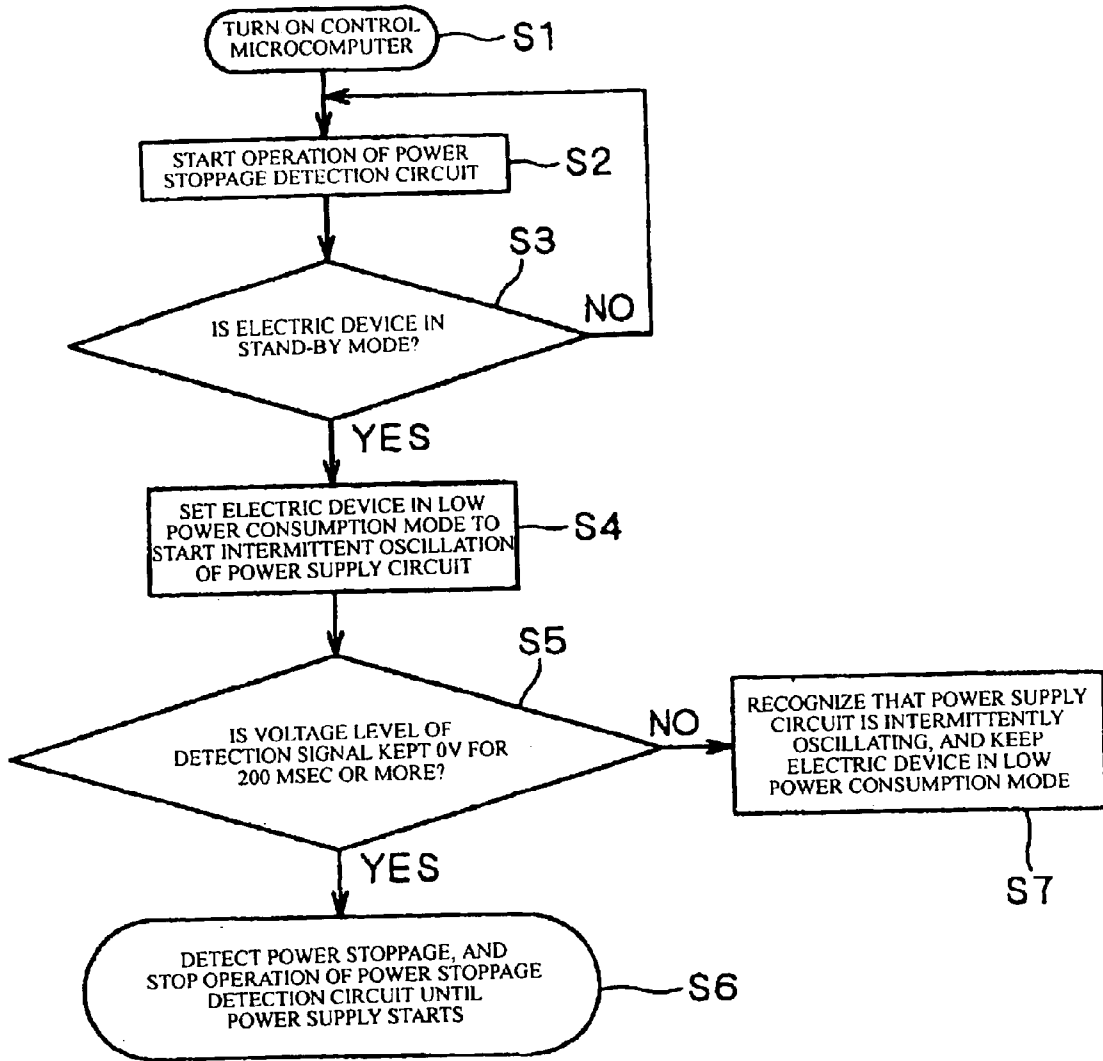 TURN ON CONTROL
MICROCOMPUTER
S1
START OPERATION OF POWER
STOPPAGE DETECTION CIRCUIT
S2
S3
IS ELECTRIC DEVICE IN
STAND-BY MODE?
NO
YES
SET ELECTRIC DEVICE IN LOW
POWER CONSUMPTION MODE TO
START INTERMITTENT OSCILLATION
OF POWER SUPPLY CIRCUIT
S4
S5
IS VOLTAGE LEVEL OF
DETECTION SIGNAL KEPT 0V FOR
200 MSEC OR MORE?
NO
RECOGNIZE THAT POWER SUPPLY
CIRCUIT IS INTERMITTENTLY
OSCILLATING, AND KEEP
ELECTRIC DEVICE IN LOW
POWER CONSUMPTION MODE
S7
YES
DETECT POWER STOPPAGE, AND
STOP OPERATION OF POWER STOPPAGE
DETECTION CIRCUIT UNTIL
POWER SUPPLY STARTS
S6